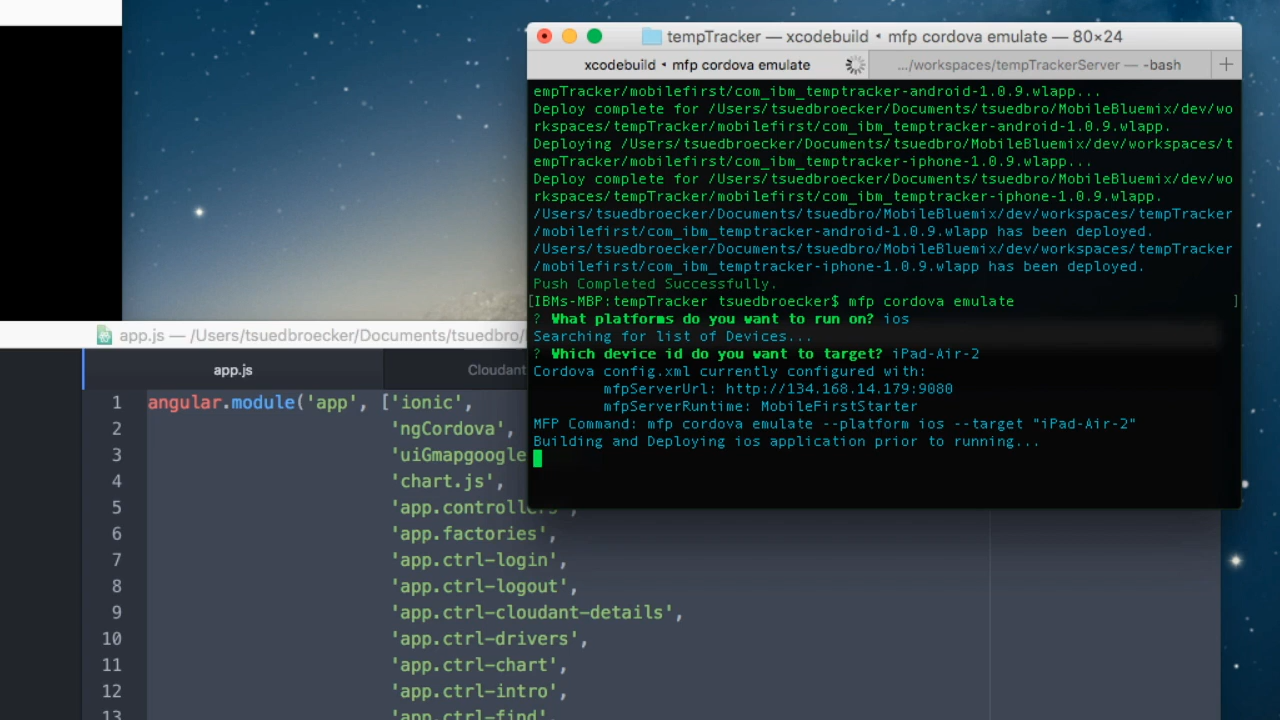 tempTracker — xcodebuild • mfp cordova emulate — 80×24
xcodebuild • mfp cordova emulate
.../workspaces/tempTrackerServer — -bash
empTracker/mobilefirst/com_ibm_temptracker-android-1.0.9.wlapp...
Deploy complete for /Users/tsuedbroecker/Documents/tsuedbro/MobileBluemix/dev/wo
rkspaces/tempTracker/mobilefirst/com_ibm_temptracker-android-1.0.9.wlapp.
Deploying /Users/tsuedbroecker/Documents/tsuedbro/MobileBluemix/dev/workspaces/t
empTracker/mobilefirst/com_ibm_temptracker-iphone-1.0.9.wlapp...
Deploy complete for /Users/tsuedbroecker/Documents/tsuedbro/MobileBluemix/dev/wo
rkspaces/tempTracker/mobilefirst/com_ibm_temptracker-iphone-1.0.9.wlapp.
/Users/tsuedbroecker/Documents/tsuedbro/MobileBluemix/dev/workspaces/tempTracker
/mobilefirst/com_ibm_temptracker-android-1.0.9.wlapp has been deployed.
/Users/tsuedbroecker/Documents/tsuedbro/MobileBluemix/dev/workspaces/tempTracker
/mobilefirst/com_ibm_temptracker-iphone-1.0.9.wlapp has been deployed.
Push Completed Successfully.
[IBMs-MBP:tempTracker tsuedbroecker$ mfp cordova emulate ]
? What platforms do you want to run on? ios
Searching for list of Devices...
? Which device id do you want to target? iPad-Air-2
Cordova config.xml currently configured with:
mfpServerUrl: http://134.168.14.179:9080
mfpServerRuntime: MobileFirstStarter
MFP Command: mfp cordova emulate --platform ios --target "iPad-Air-2"
Building and Deploying ios application prior to running...
app.js — /Users/tsuedbroecker/Documents/tsuedbro/
app.js
Cloudant
1 angular.module('app', ['ionic',
2 'ngCordova',
3 'uiGmapgoogle
4 'chart.js',
5 'app.controllers',
6 'app.factories',
7 'app.ctrl-login',
8 'app.ctrl-logout',
9 'app.ctrl-cloudant-details',
10 'app.ctrl-drivers',
11 'app.ctrl-chart',
12 'app.ctrl-intro',
13 'app.ctrl-find',